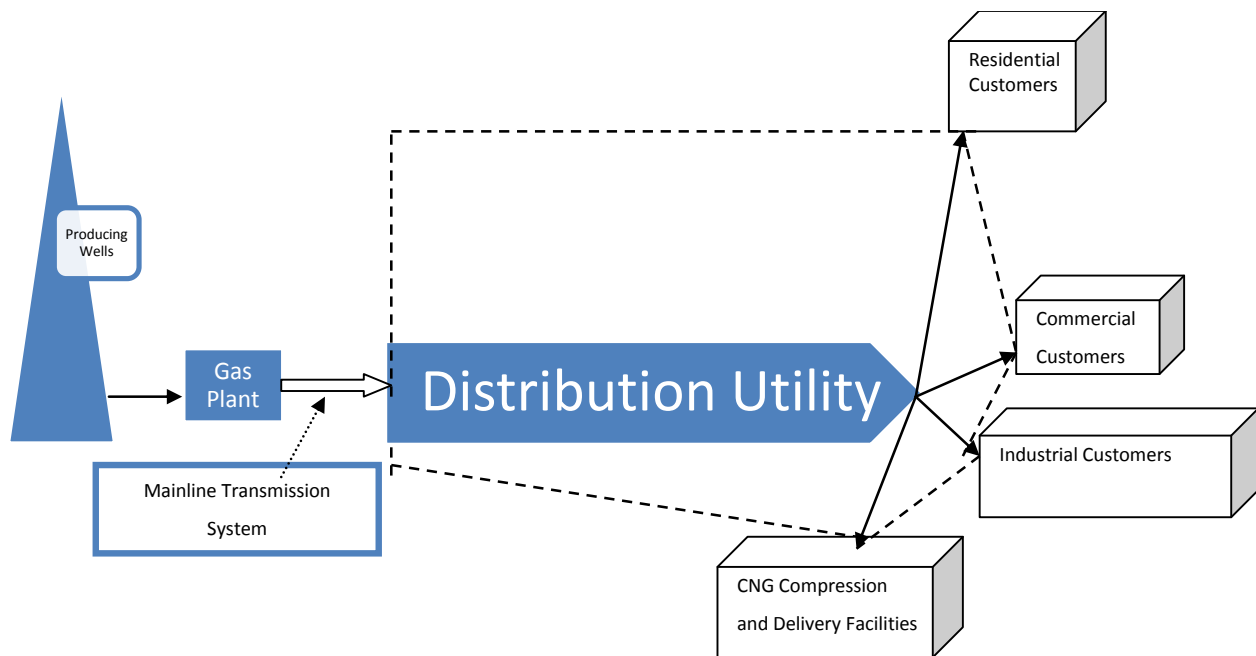 Residential
Customers
Producing
Wells
Commercial
Customers
Gas
Plant
Distribution Utility
Industrial Customers
Mainline Transmission
System
CNG Compression
and Delivery Facilities